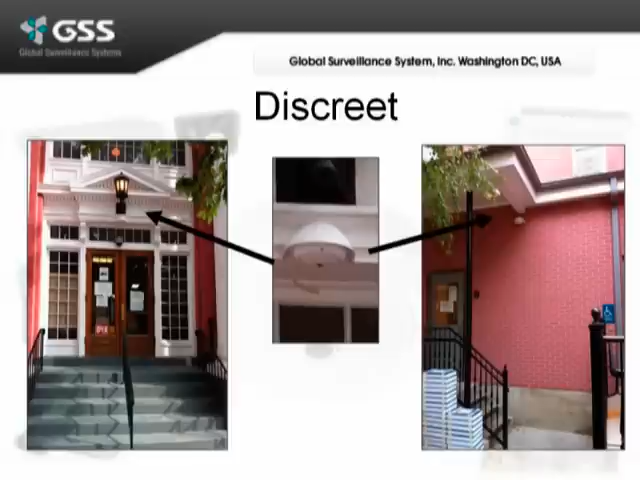 GSS
Global Surveillance Systems
Global Surveillance System, Inc. Washington DC, USA
Discreet